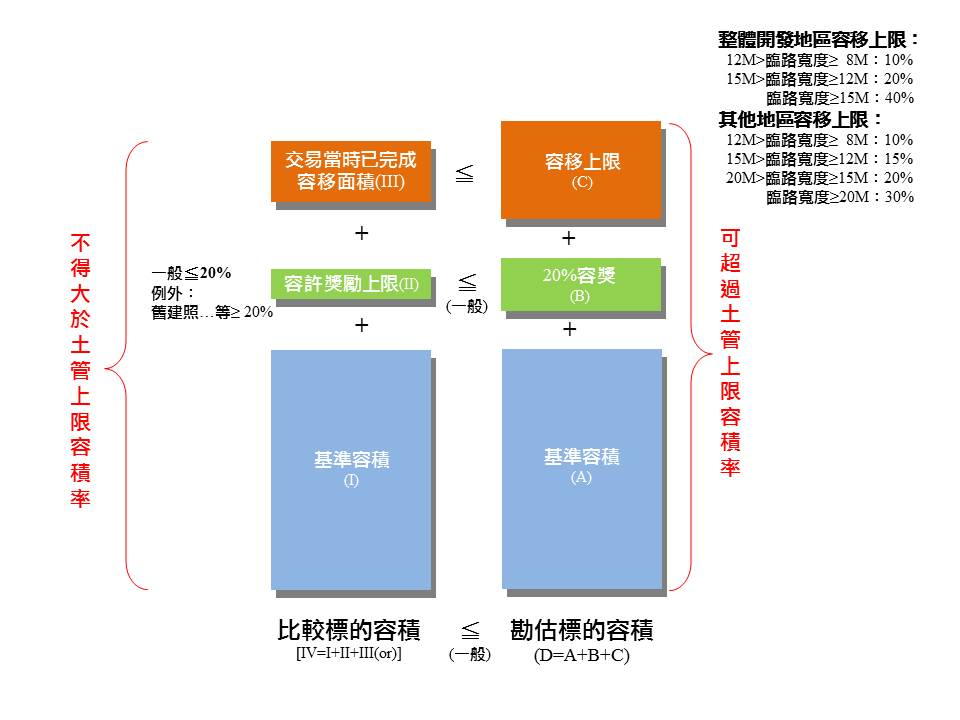 整體開發地區容移上限：
12M>臨路寬度≥ 8M：10%
15M>臨路寬度≥12M：20%
臨路寬度≥15M：40%
其他地區容移上限：
12M>臨路寬度≥ 8M：10%
15M>臨路寬度≥12M：15%
20M>臨路寬度≥15M：20%
臨路寬度≥20M：30%
不得大於土管上限容積率
交易當時已完成
容移面積(III)
≦
容移上限
(C)
+
+
一般≦20%
例外：
舊建照…等≥ 20%
容許獎勵上限(II)
≦
(一般)
20%容獎
(B)
+
+
基準容積
(I)
基準容積
(A)
可超過土管上限容積率
比較標的容積
[IV=I+II+III(or)]
≦
(一般)
勘估標的容積
(D=A+B+C)